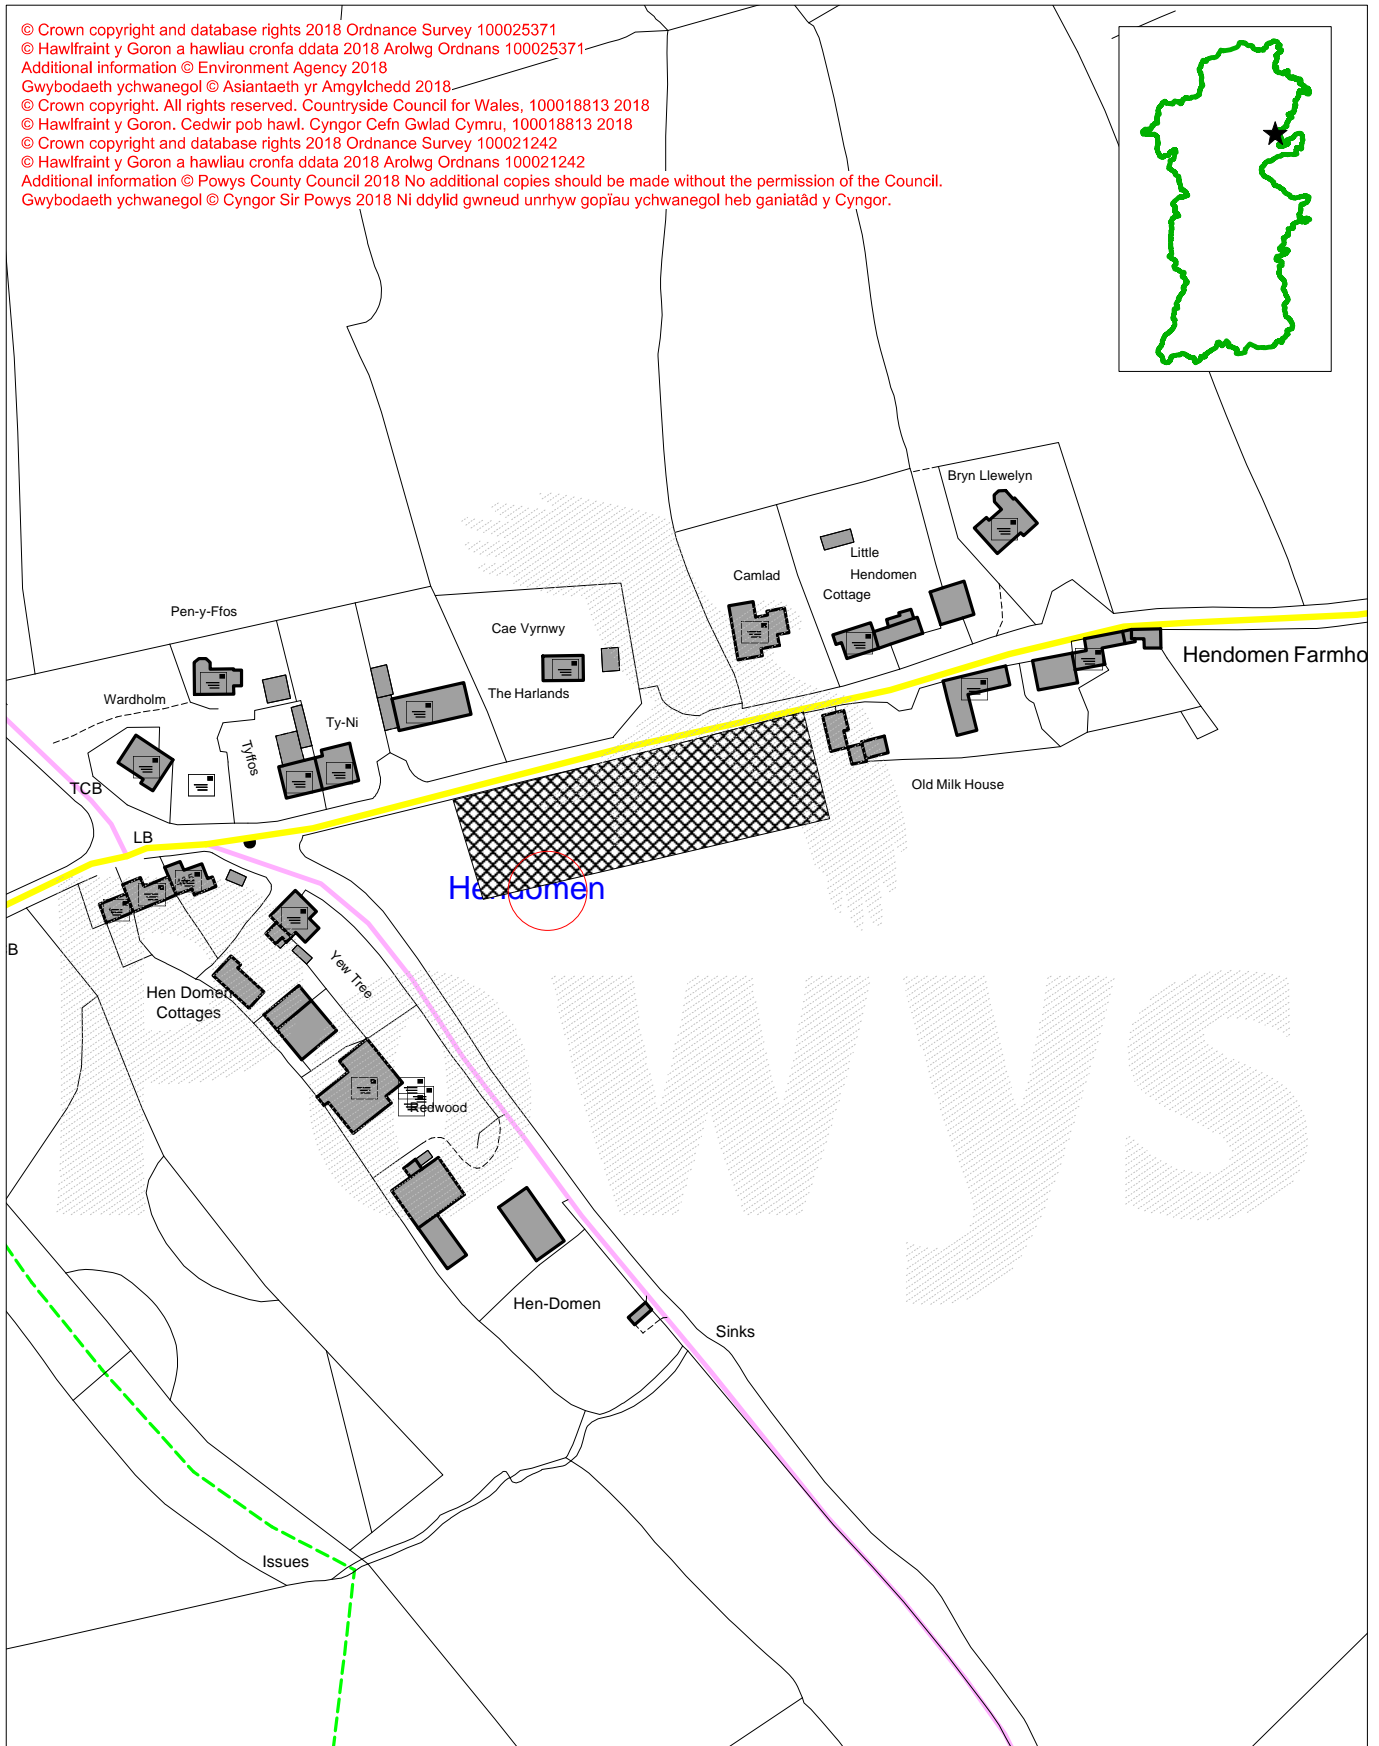 © Crown copyright and database rights 2018 Ordnance Survey 100025371
© Hawlfraint y Goron a hawliau cronfa ddata 2018 Arolwg Ordnans 100025371
Additional information © Environment Agency 2018
Gwybodaeth ychwanegol © Asiantaeth yr Amgylchedd 2018
© Crown copyright. All rights reserved. Countryside Council for Wales, 100018813 2018
© Hawlfraint y Goron. Cedwir pob hawl. Cyngor Cefn Gwlad Cymru, 100018813 2018
© Crown copyright and database rights 2018 Ordnance Survey 100021242
© Hawlfraint y Goron a hawliau cronfa ddata 2018 Arolwg Ordnans 100021242
Additional information © Powys County Council 2018 No additional copies should be made without the permission of the Council.
Gwybodaeth ychwanegol © Cyngor Sir Powys 2018 Ni ddylid gwneud unrhyw gopïau ychwanegol heb ganiatâd y Cyngor.
Bryn Llewelyn
Little
Hendomen
Cottage
Camlad
Pen-y-Ffos
Cae Vyrnwy
Hendomen Farmho
The Harlands
Wardholm
Ty-Ni
Tyffos
TCB
Old Milk House
LB
Hendomen
B
Yew Tree
Hen Domen
Cottages
Powys
Redwood
Hen-Domen
Sinks
Issues